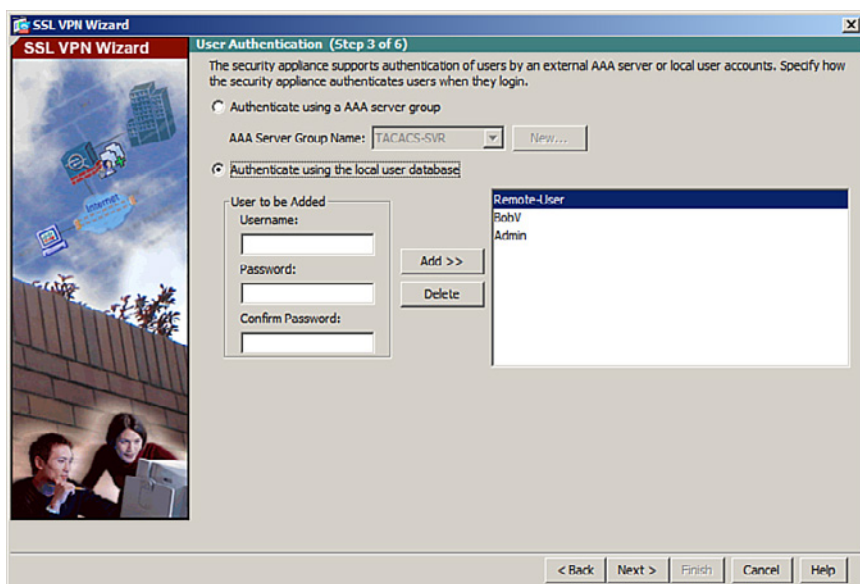 SSL VPN Wizard
SSL VPN Wizard
User Authentication (Step 3 of 6)
The security appliance supports authentication of users by an external AAA server or local user accounts. Specify how
the security appliance authenticates users when they login.
Authenticate using a AAA server group
AAA Server Group Name: TACACS-SVR New...
Authenticate using the local user database
User to be Added
Username:
Password:
Confirm Password:
Add >>
Delete
Remote-User
BobV
Admin
Internet
< Back Next > Finish Cancel Help